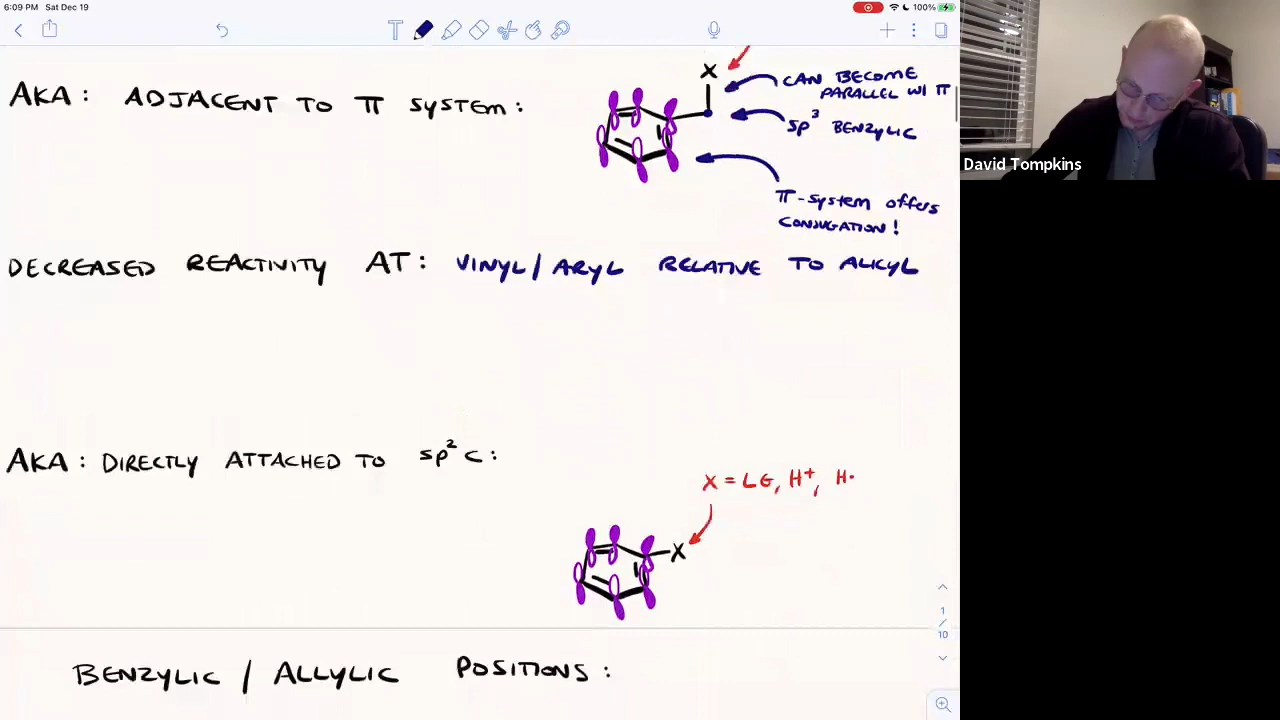 6:09 PM Sat Dec 19
100%
X
AKA: ADJACENT TO π SYSTEM:
CAN BECOME
PARALLEL W/ π
sp³ BENZYLIC
π-system offers
CONJUGATION!
DECREASED REACTIVITY AT: VINYL/ARYL RELATIVE TO ALKYL
AKA: DIRECTLY ATTACHED TO sp² C:
X = LG, H⁺, H·
X
BENZYLIC / ALLYLIC POSITIONS:
1
/
10
T
David Tompkins